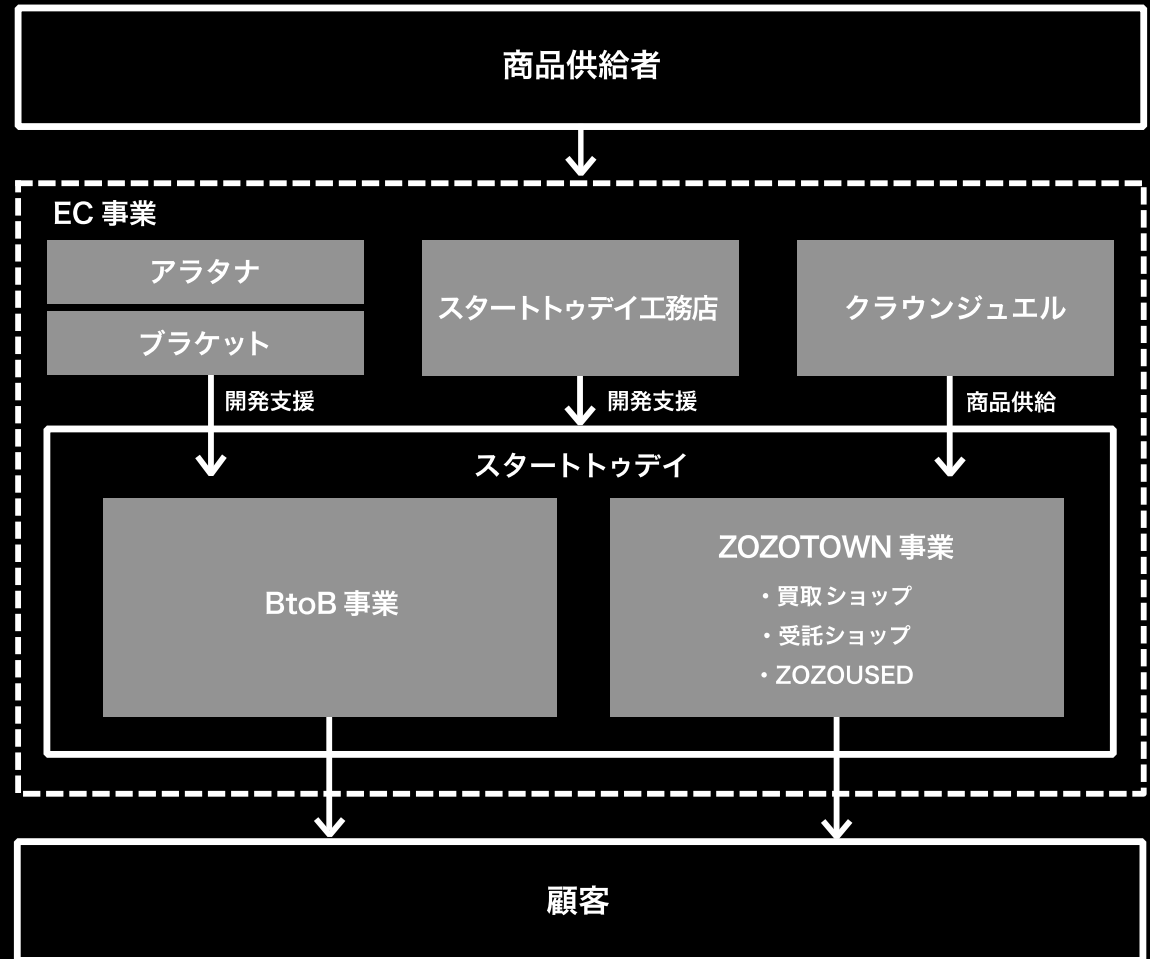 商品供給者
EC 事業
アラタナ
ブラケット
スタートトゥデイ工務店
クラウンジュエル
開発支援
開発支援
商品供給
スタートトゥデイ
BtoB 事業
ZOZOTOWN 事業
・買取ショップ
・受託ショップ
・ZOZOUSED
顧客